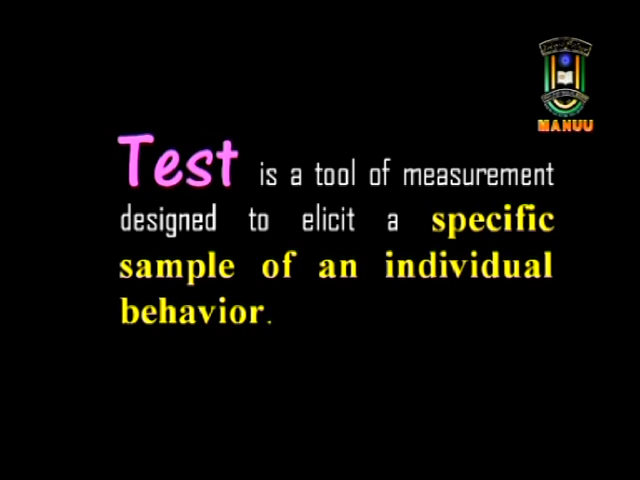 MANUU
Test is a tool of measurement
designed to elicit a specific
sample of an individual
behavior.